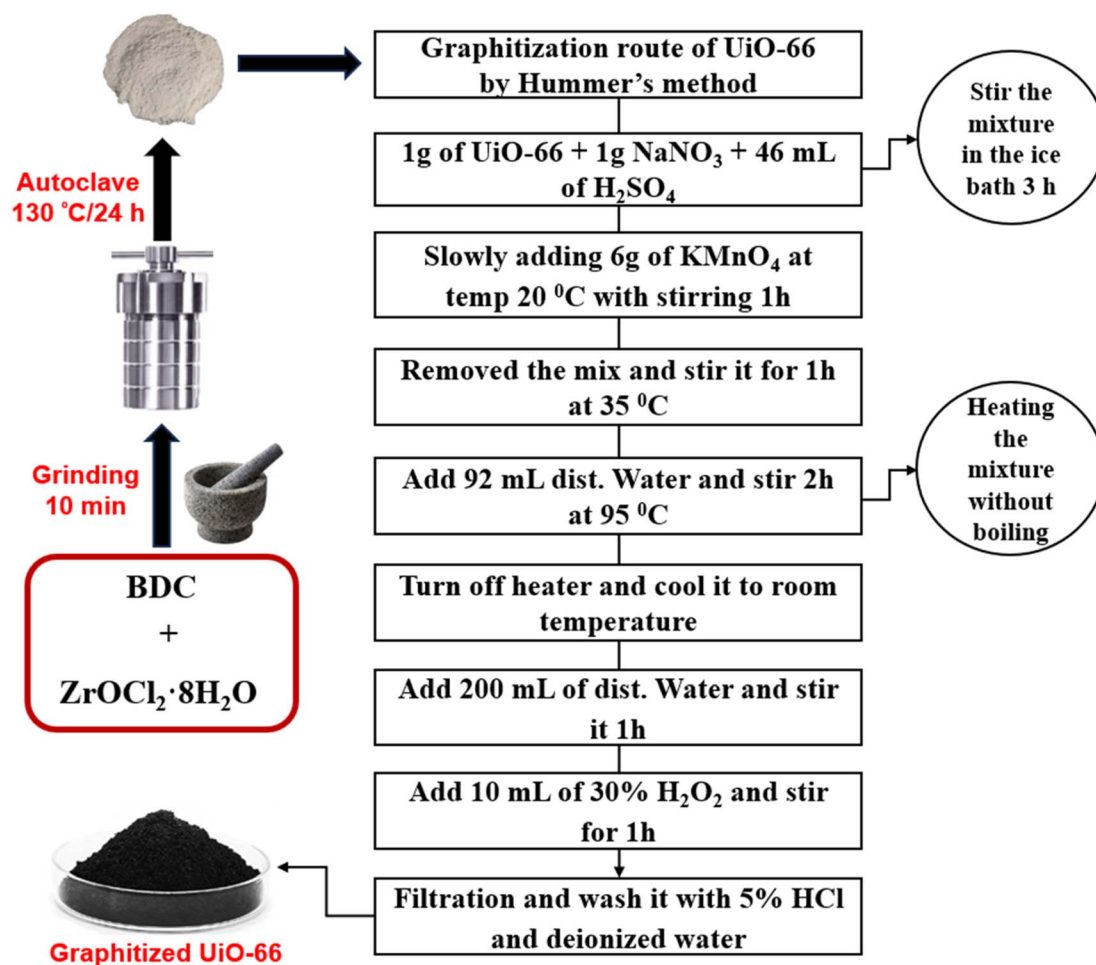 Graphitization route of UiO-66
by Hummer's method
1g of UiO-66 + 1g NaNO₃ + 46 mL
of H₂SO₄
Stir the
mixture
in the ice
bath 3 h
Slowly adding 6g of KMnO₄ at
temp 20 ⁰C with stirring 1h
Removed the mix and stir it for 1h
at 35 ⁰C
Add 92 mL dist. Water and stir 2h
at 95 ⁰C
Heating
the
mixture
without
boiling
Turn off heater and cool it to room
temperature
Add 200 mL of dist. Water and stir
it 1h
Add 10 mL of 30% H₂O₂ and stir
for 1h
Filtration and wash it with 5% HCl
and deionized water
Autoclave
130 °C/24 h
Grinding
10 min
BDC
+
ZrOCl₂·8H₂O
Graphitized UiO-66